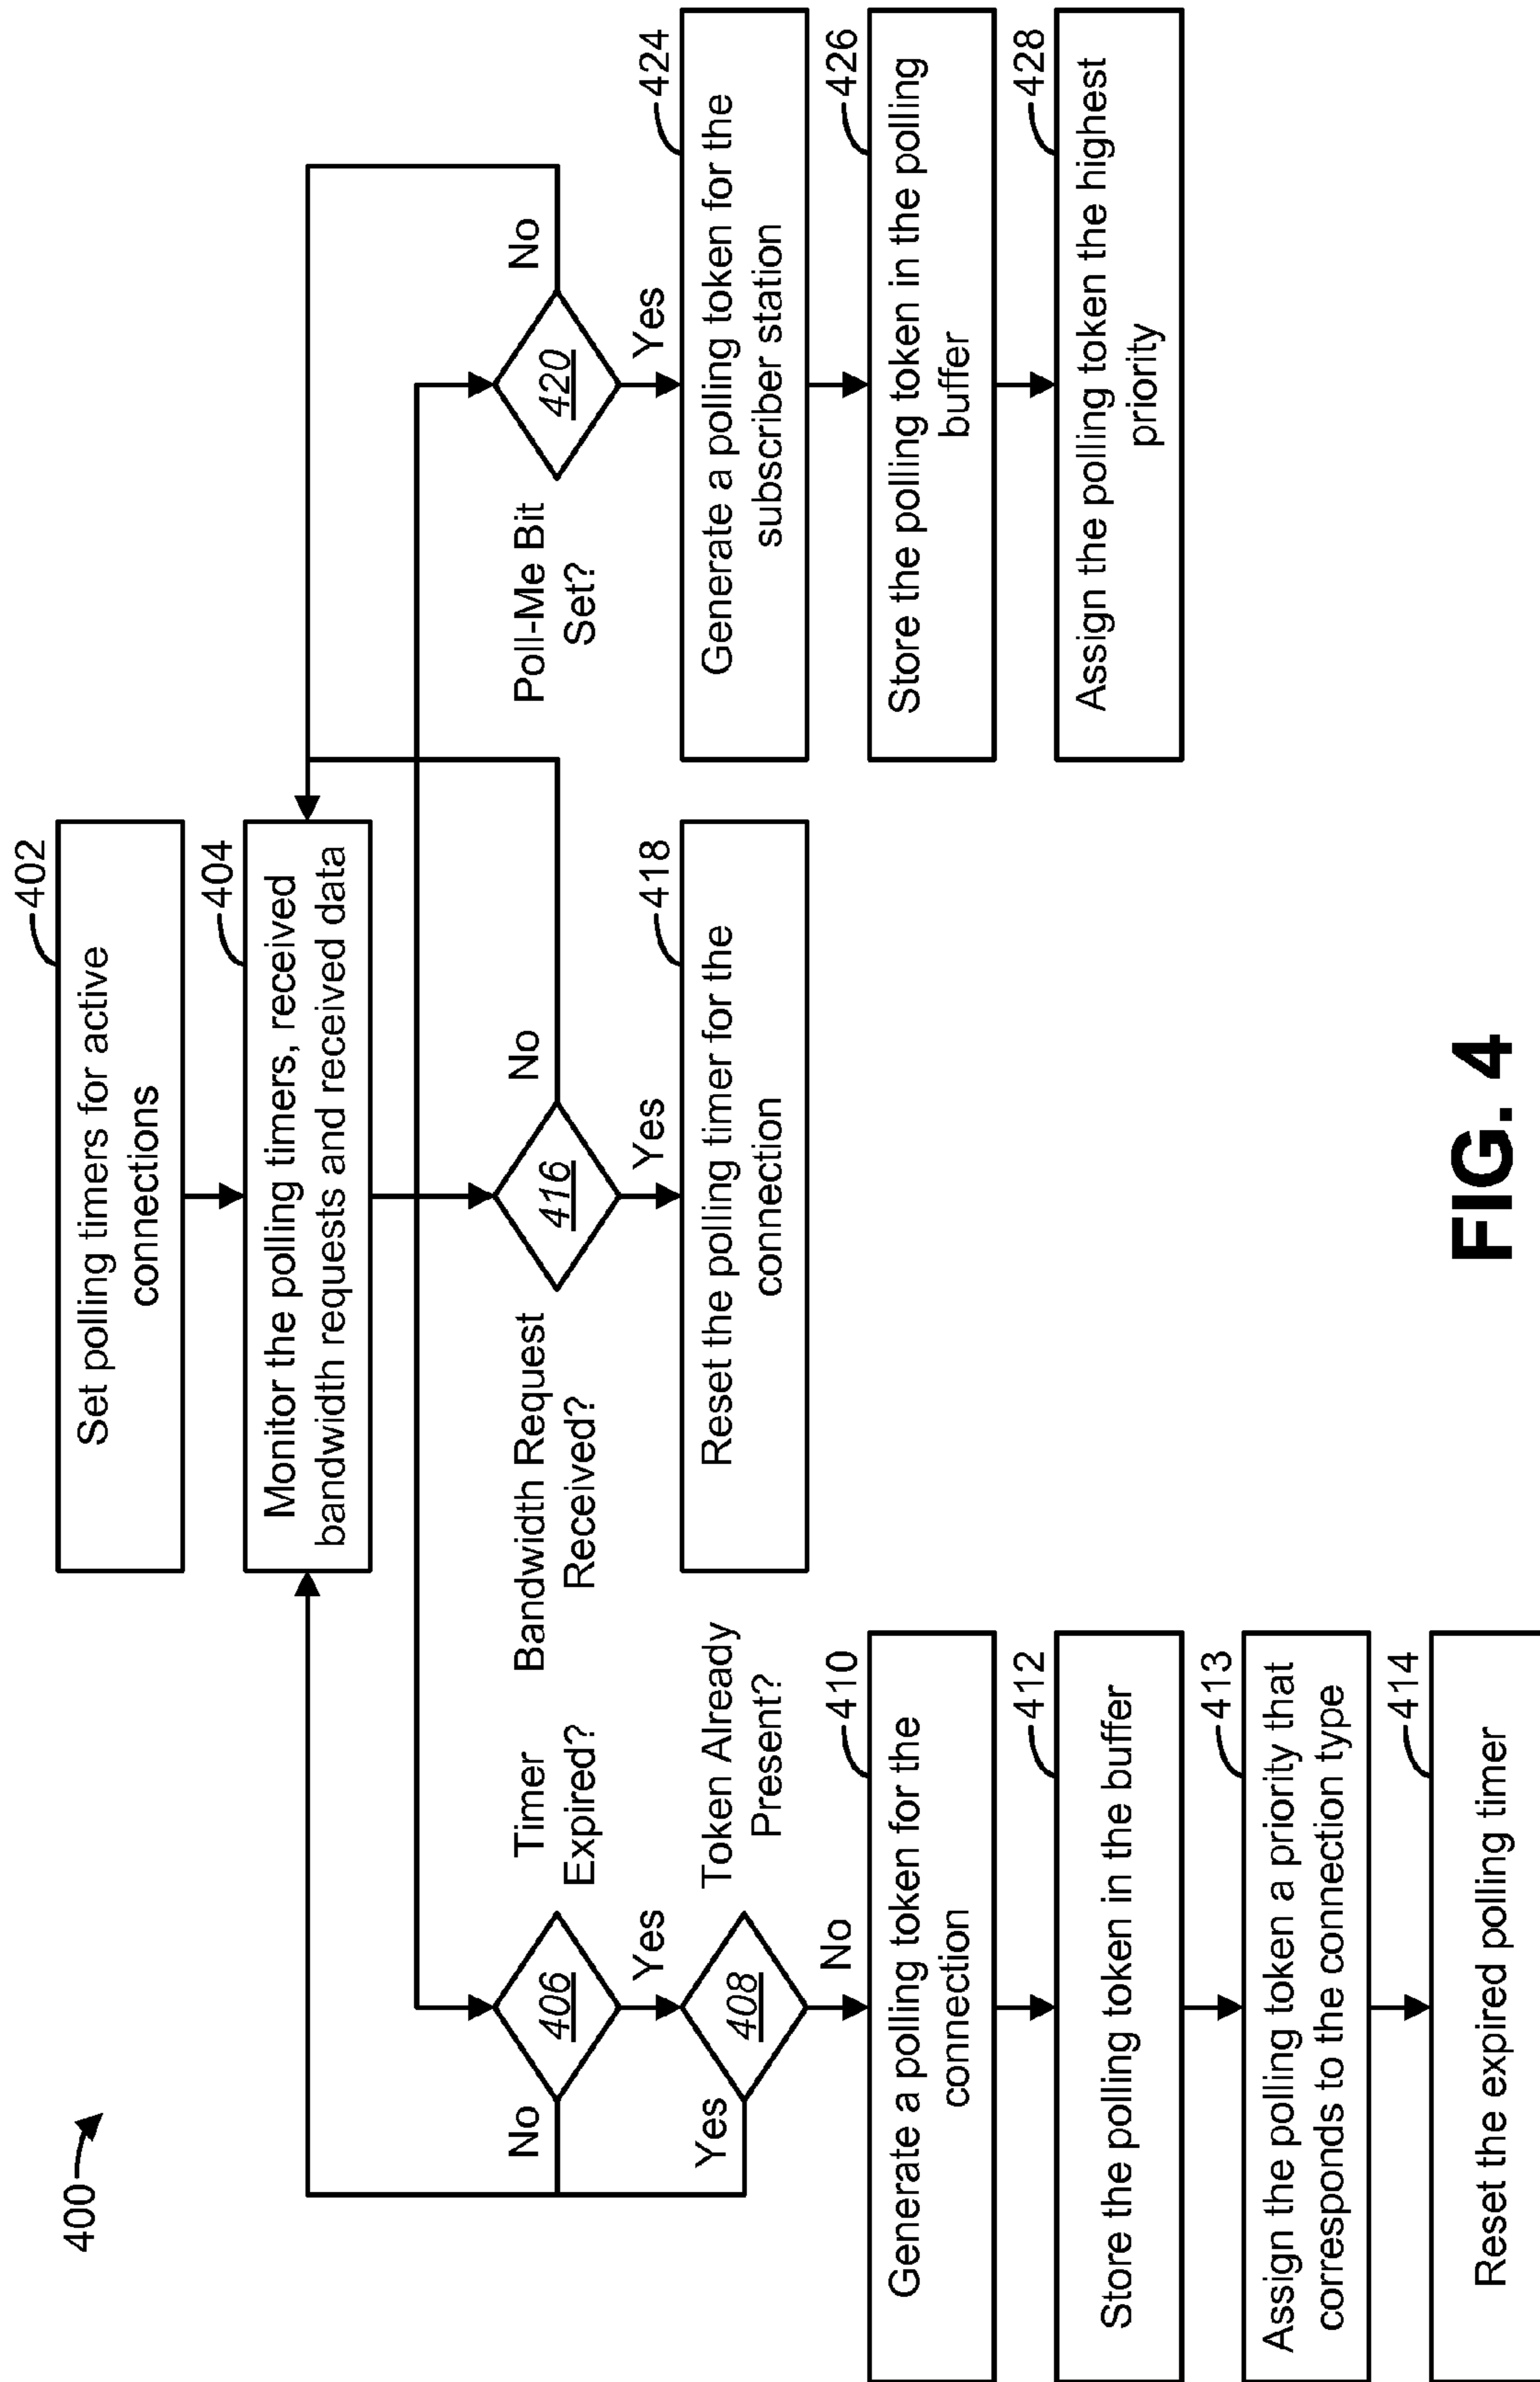 400
402
Set polling timers for active
connections
404
Monitor the polling timers, received
bandwidth requests and received data
406
Timer
Expired?
No
Yes
408
Token Already
Present?
Yes
No
410
Generate a polling token for the
connection
412
Store the polling token in the buffer
413
Assign the polling token a priority that
corresponds to the connection type
414
Reset the expired polling timer
416
Bandwidth Request
Received?
No
Yes
418
Reset the polling timer for the
connection
420
Poll-Me Bit
Set?
No
Yes
424
Generate a polling token for the
subscriber station
426
Store the polling token in the polling
buffer
428
Assign the polling token the highest
priority
FIG. 4